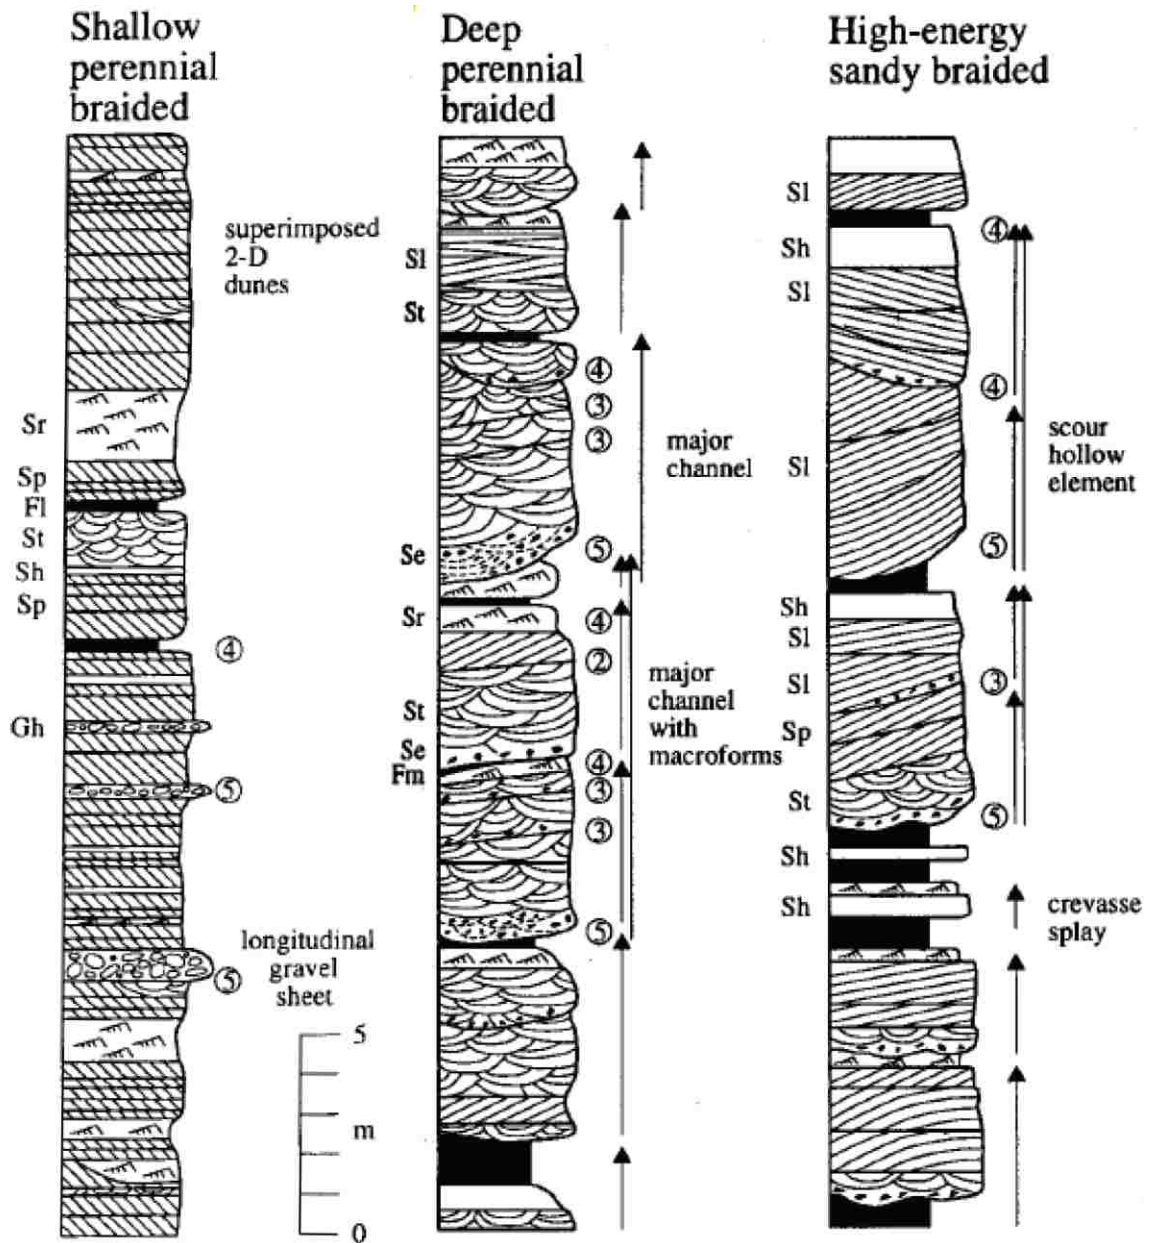 Shallow
perennial
braided
superimposed
2-D
dunes
Sr
Sp
Fl
St
Sh
Sp
④
Gh
⑤
longitudinal
gravel
sheet
⑤
5
m
0
Deep
perennial
braided
Sl
St
④
③
③
major
channel
Se
⑤
Sr
④
②
major
channel
with
macroforms
St
Se
④
Fm
③
③
⑤
High-energy
sandy braided
Sl
④
Sh
Sl
④
scour
hollow
element
Sl
⑤
Sh
Sl
Sl
③
Sp
St
⑤
Sh
Sh
crevasse
splay